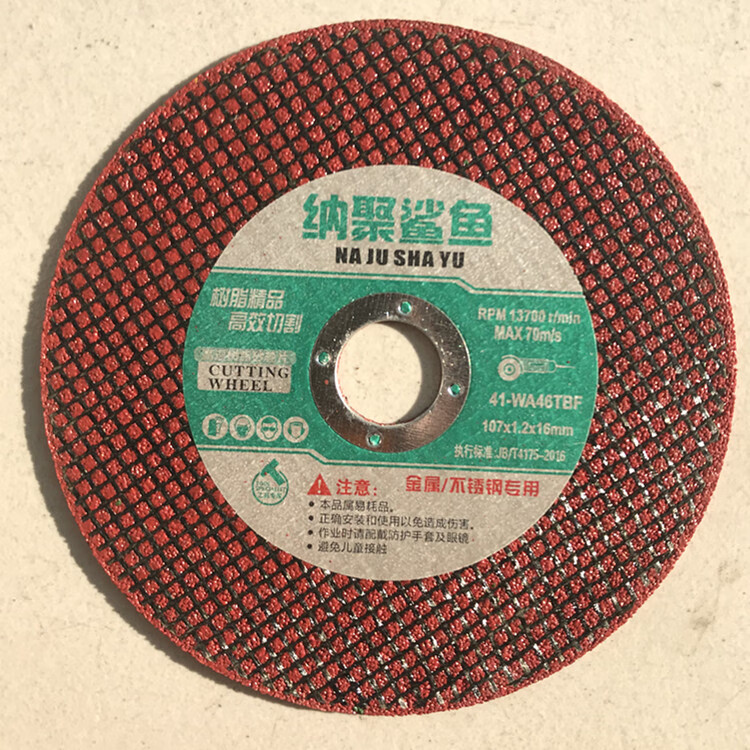 纳聚鲨鱼
NA JU SHA YU
树脂精品
高效切割
RPM 13700 r/min
MAX 79m/s
CUTTING
WHEEL
41-WA46TBF
107x1.2x16mm
执行标准:JB/T4175-2016
注意:
金属/不锈钢专用
• 本品属易耗品。
• 正确安装和使用以免造成伤害。
• 作业时请配戴防护手套及眼镜
• 避免儿童接触